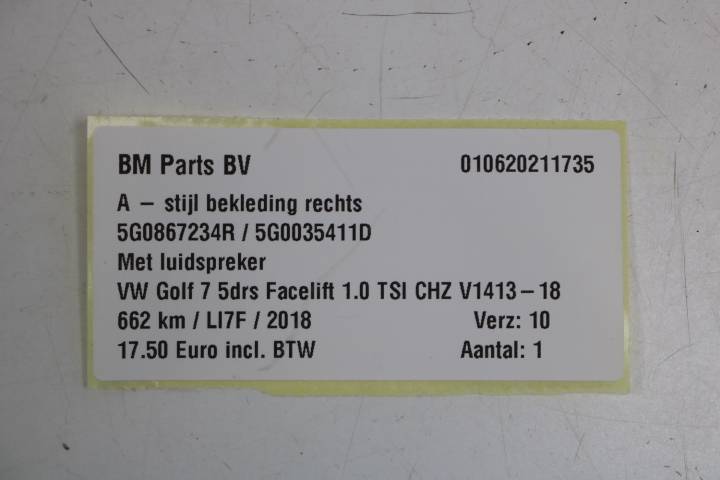 BM Parts BV 010620211735
A – stijl bekleding rechts
5G0867234R / 5G0035411D
Met luidspreker
VW Golf 7 5drs Facelift 1.0 TSI CHZ V1413 – 18
662 km / LI7F / 2018 Verz: 10
17.50 Euro incl. BTW Aantal: 1